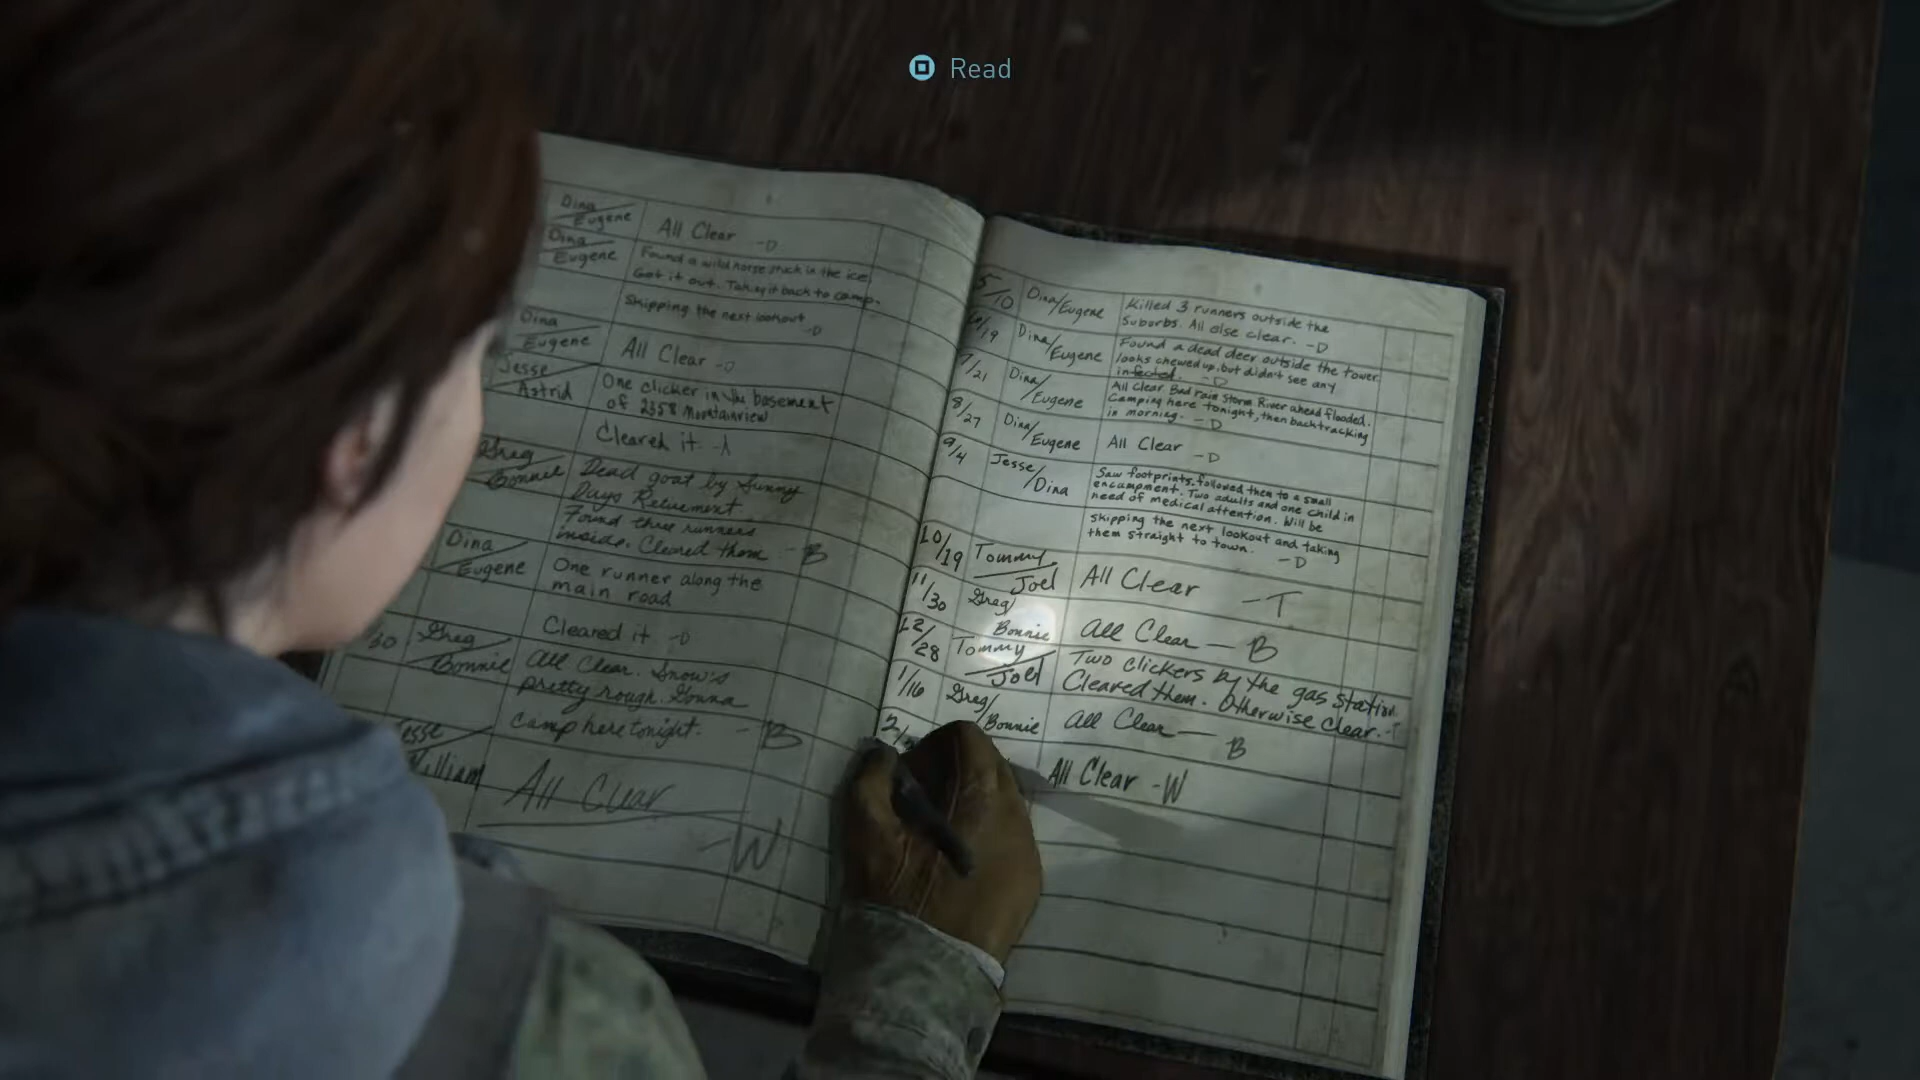 Read
Dina
Eugene
All Clear -D
Dina
Eugene
Found a wild horse stuck in the ice.
Got it out. Taking it back to camp.
Skipping the next lookout
-D
Dina
Eugene
All Clear -D
Jesse
Astrid
One clicker in the basement
of 2358 Mountainview
Cleared it -A
Greg
Bonnie
Dead goat by Sunny
Days Retirement
Found three runners
inside. Cleared them - B
Dina
Eugene
One runner along the
main road
Cleared it -D
/30
Greg
Bonnie
All Clear. Snow's
pretty rough. Gonna
camp here tonight. - B
Jesse
William
All Clear
-W
5/10
Dina/Eugene
Killed 3 runners outside the
Suborbs. All else clear. -D
/19
Dina/Eugene
Found a dead deer outside the tower.
looks chewed up, but didn't see any
infected. -D
7/21
Dina/Eugene
All Clear. Bad rain storm River ahead flooded.
Camping here tonight, then backtracking
in morning. -D
8/27
Dina/Eugene
All Clear -D
9/4
Jesse/Dina
Saw footprints, followed them to a small
encampment. Two adults and one child in
need of medical attention. Will be
skipping the next lookout and taking
them straight to town.
-D
10/19
Tommy
Joel
All Clear -T
11/30
Greg/
Bonnie
All Clear — B
12/28
Tommy
Joel
Two clickers by the gas station
Cleared them. Otherwise Clear. -T
1/16
Greg/
Bonnie
All Clear — B
2/
All Clear -W